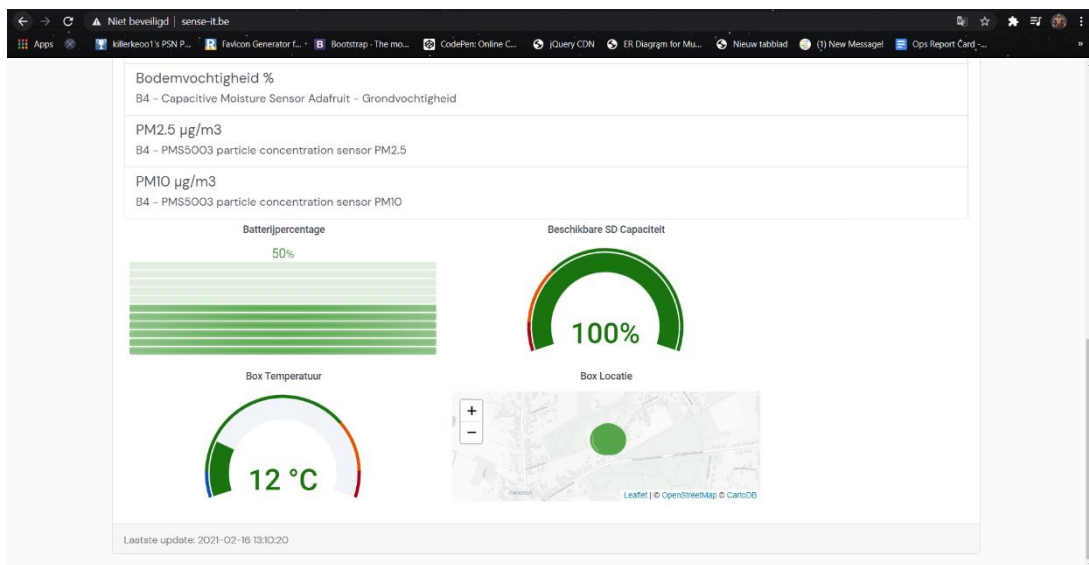 Niet beveiligd | sense-it.be
Apps killerkeoo1's PSN P... Favicon Generator f... Bootstrap · The mo... CodePen: Online C... jQuery CDN ER Diagram for Mu... Nieuw tabblad (1) New Message! Ops Report Card -... »
Bodemvochtigheid %
B4 - Capacitive Moisture Sensor Adafruit - Grondvochtigheid
PM2.5 µg/m3
B4 - PMS5003 particle concentration sensor PM2.5
PM10 µg/m3
B4 - PMS5003 particle concentration sensor PM10
Batterijpercentage
Beschikbare SD Capaciteit
50%
100%
Box Temperatuur
Box Locatie
+
−
12 °C
Leaflet | © OpenStreetMap © CartoDB
Laatste update: 2021-02-16 13:10:20